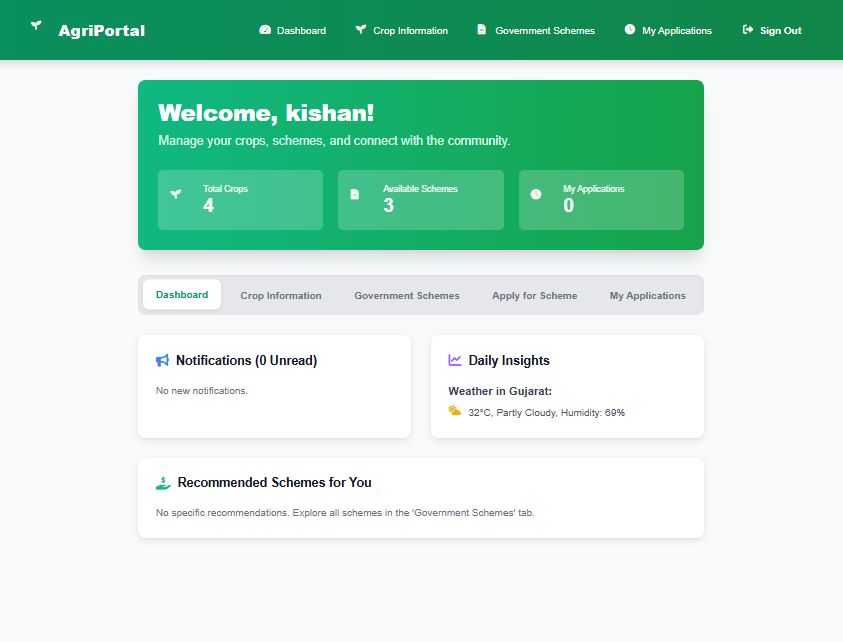 AgriPortal
Dashboard
Crop Information
Government Schemes
My Applications
Sign Out
Welcome, kishan!
Manage your crops, schemes, and connect with the community.
Total Crops
4
Available Schemes
3
My Applications
0
Dashboard
Crop Information
Government Schemes
Apply for Scheme
My Applications
Notifications (0 Unread)
No new notifications.
Daily Insights
Weather in Gujarat:
32°C, Partly Cloudy, Humidity: 69%
Recommended Schemes for You
No specific recommendations. Explore all schemes in the 'Government Schemes' tab.